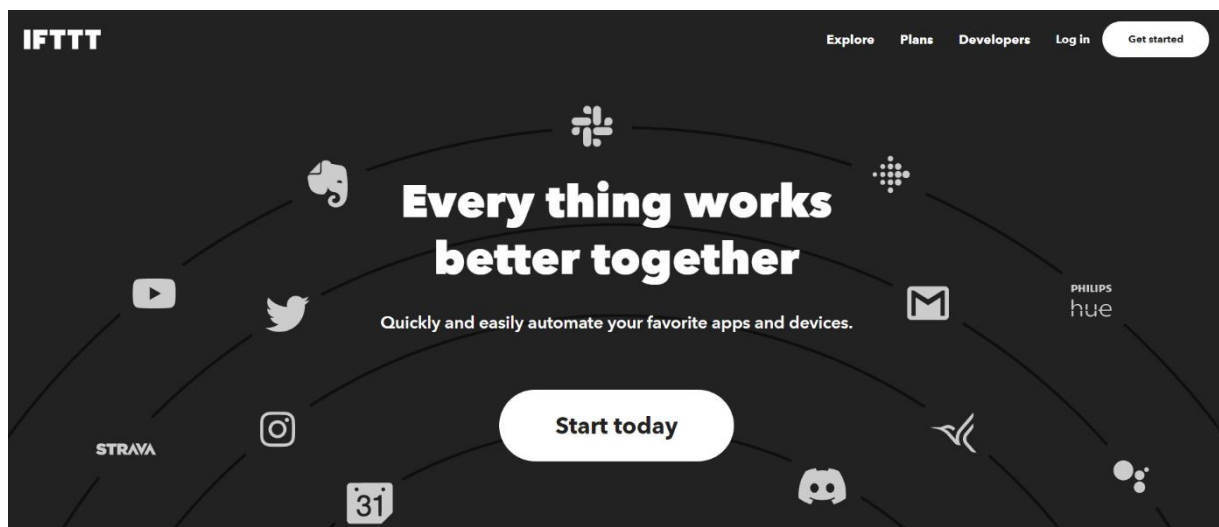 IFTTT
Explore Plans Developers Log in Get started
Every thing works
better together
PHILIPS
hue
Quickly and easily automate your favorite apps and devices.
Start today
STRAVA
31